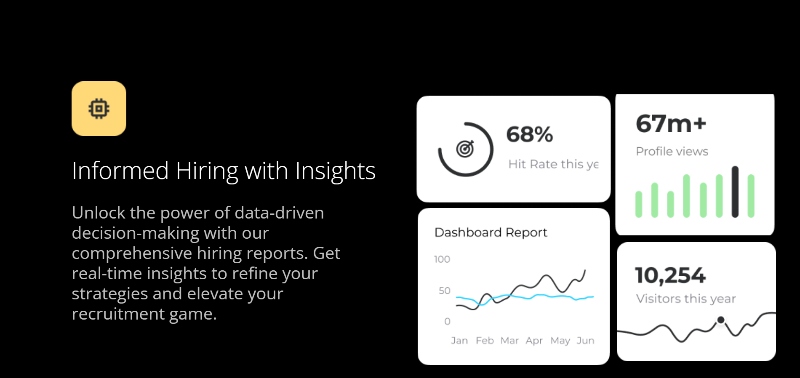 Informed Hiring with Insights
Unlock the power of data-driven
decision-making with our
comprehensive hiring reports. Get
real-time insights to refine your
strategies and elevate your
recruitment game.
68%
Hit Rate this ye
67m+
Profile views
Dashboard Report
100
50
0
Jan Feb Mar Apr May Jun
10,254
Visitors this year